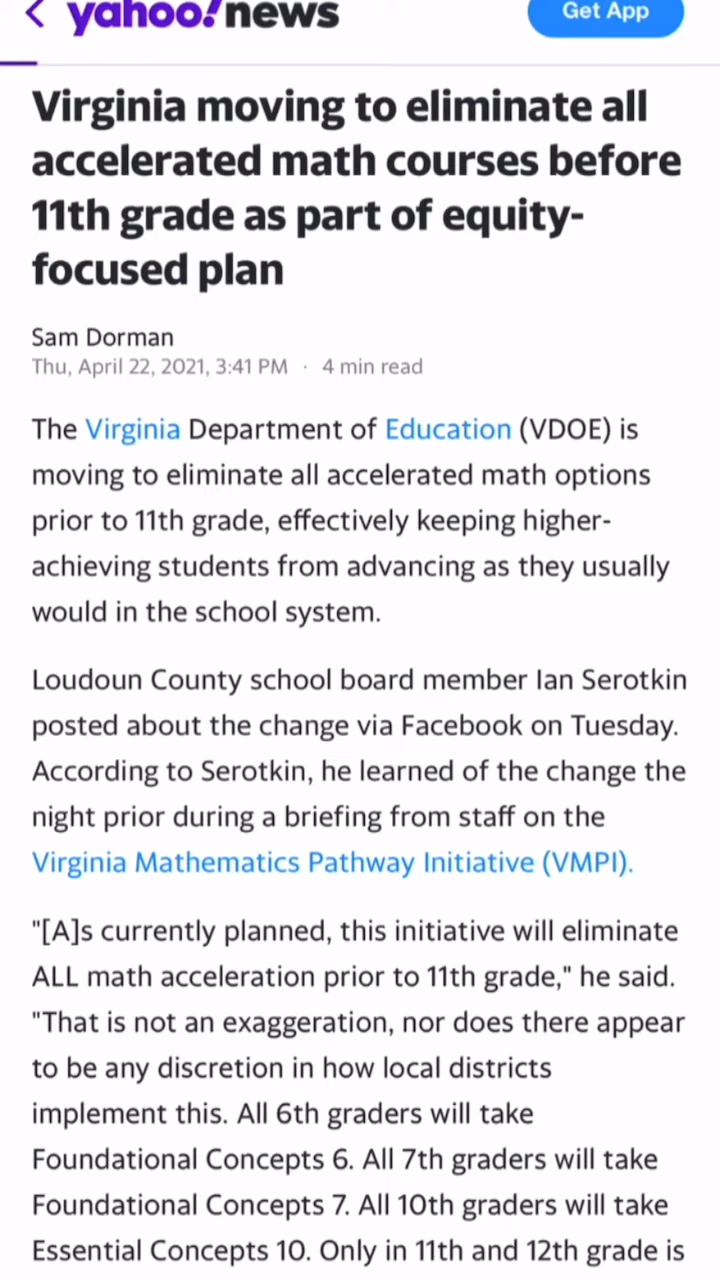 yahoo!news
Get App
Virginia moving to eliminate all
accelerated math courses before
11th grade as part of equity-
focused plan
Sam Dorman
Thu, April 22, 2021, 3:41 PM · 4 min read
The Virginia Department of Education (VDOE) is
moving to eliminate all accelerated math options
prior to 11th grade, effectively keeping higher-
achieving students from advancing as they usually
would in the school system.
Loudoun County school board member Ian Serotkin
posted about the change via Facebook on Tuesday.
According to Serotkin, he learned of the change the
night prior during a briefing from staff on the
Virginia Mathematics Pathway Initiative (VMPI).
"[A]s currently planned, this initiative will eliminate
ALL math acceleration prior to 11th grade," he said.
"That is not an exaggeration, nor does there appear
to be any discretion in how local districts
implement this. All 6th graders will take
Foundational Concepts 6. All 7th graders will take
Foundational Concepts 7. All 10th graders will take
Essential Concepts 10. Only in 11th and 12th grade is